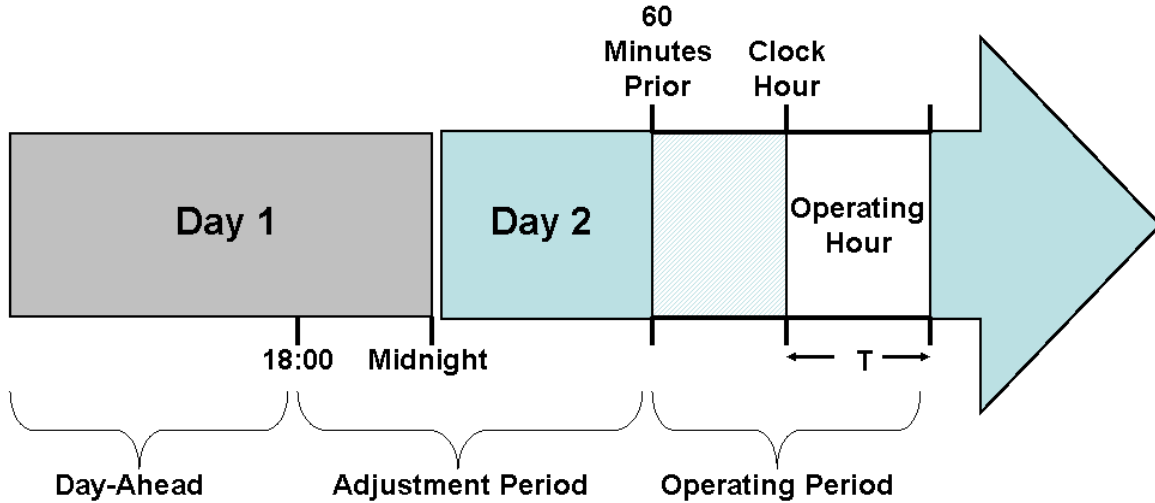 60
Minutes
Prior
Clock
Hour
Day 1
Day 2
Operating
Hour
18:00
Midnight
T
Day-Ahead
Adjustment Period
Operating Period